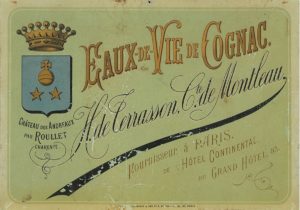 EAUX-DE-VIE DE COGNAC.
H. de Terrasson, Cte. de Montleau.
CHÂTEAU DES ANDREAUX
PAR ROULLET
CHARENTE
Fournisseur à PARIS.
DE L'HÔTEL CONTINENTAL
DU GRAND HÔTEL